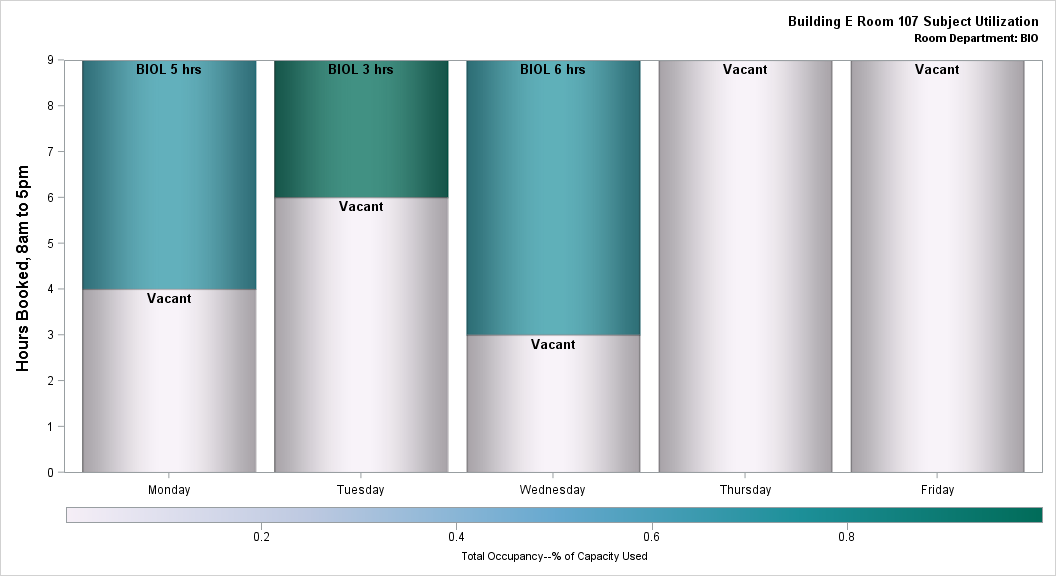 Building E Room 107 Subject Utilization
Room Department: BIO
Hours Booked, 8am to 5pm
9
8
7
6
5
4
3
2
1
0
BIOL 5 hrs
BIOL 3 hrs
BIOL 6 hrs
Vacant
Vacant
Vacant
Vacant
Vacant
Monday
Tuesday
Wednesday
Thursday
Friday
0.2
0.4
0.6
0.8
Total Occupancy--% of Capacity Used